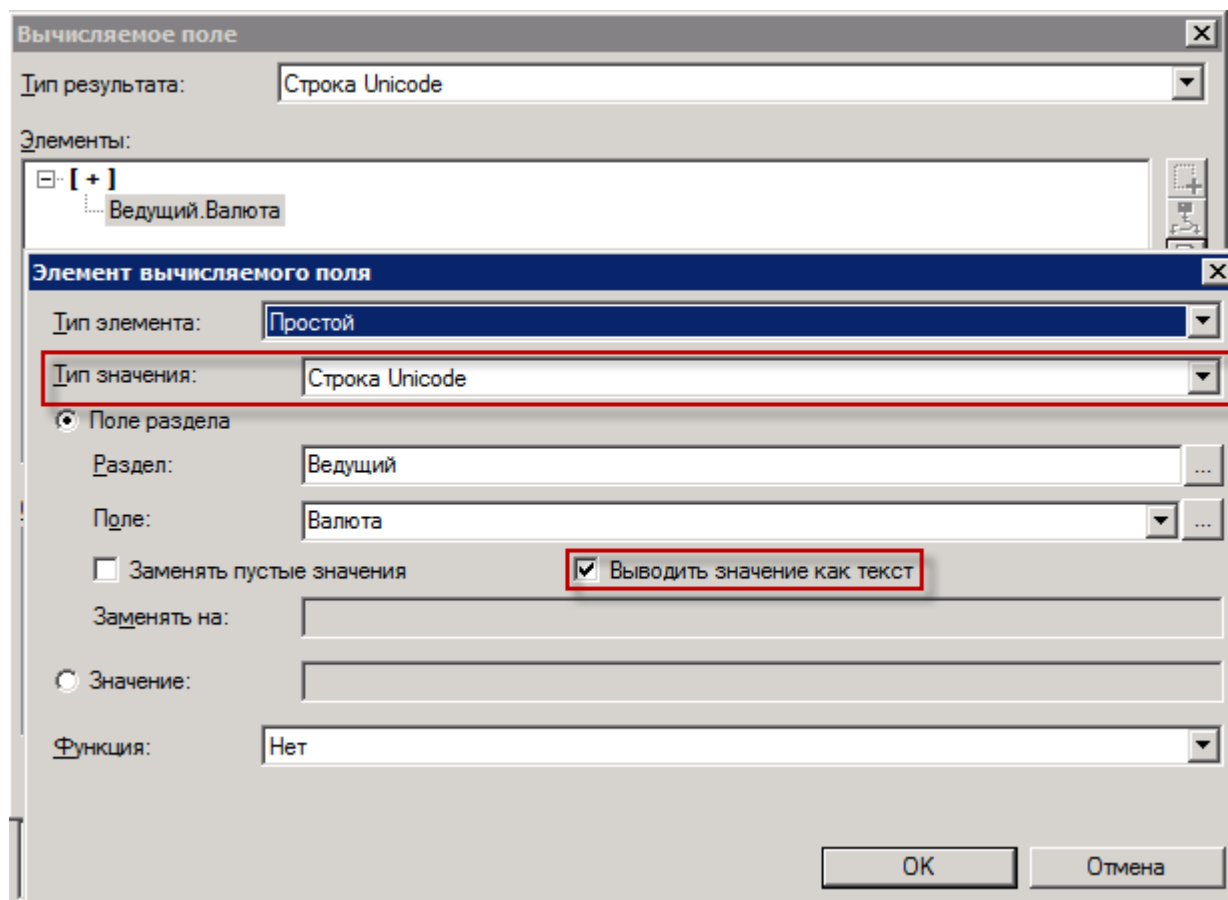 Вычисляемое поле
Тип результата: Строка Unicode
Элементы:
[ + ]
Ведущий.Валюта
Элемент вычисляемого поля
Тип элемента: Простой
Тип значения: Строка Unicode
Поле раздела
Раздел: Ведущий ...
Поле: Валюта ...
Заменять пустые значения Выводить значение как текст
Заменять на:
Значение:
Функция: Нет
OK Отмена